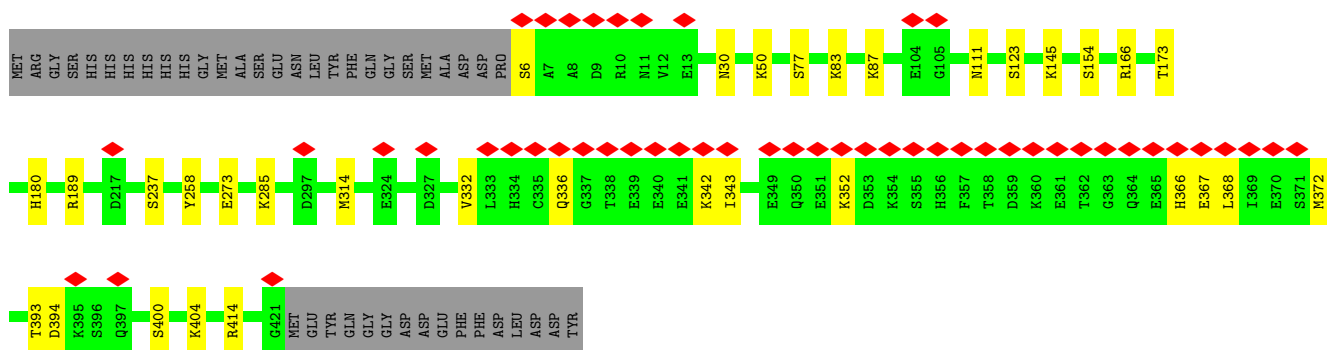 MET ARG GLY SER HIS HIS HIS HIS HIS HIS GLY MET ALA SER GLU ASN LEU TYR PHE GLN GLY SER MET ALA ASP ASP PRO S6 A7 A8 D9 R10 N11 V12 E13 N30 K50 S77 K83 K87 E104 G105 N111 S123 K145 S154 R166 T173
H180 R189 D217 S237 Y258 E273 K285 D297 M314 E324 D327 V332 L333 H334 C335 Q336 G337 T338 E339 E340 E341 K342 I343 E349 Q350 E351 K352 D353 K354 S355 H356 F357 T358 D359 K360 E361 T362 G363 Q364 E365 H366 E367 L368 I369 E370 S371 M372
T393 D394 K395 S396 Q397 S400 K404 R414 G421 MET GLU TYR GLN GLY GLY ASP ASP GLU PHE PHE ASP LEU ASP ASP TYR